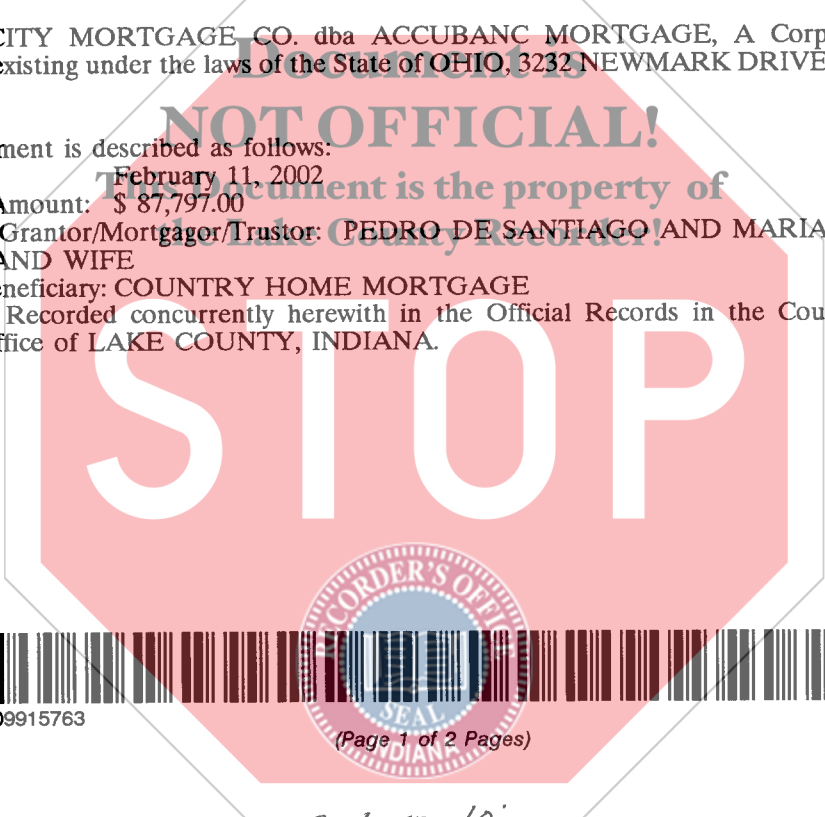 CITY MORTGAGE CO. dba ACCUBANC MORTGAGE, A Corp
existing under the laws of the State of OHIO, 3232 NEWMARK DRIVE
Document is
NOT OFFICIAL!
This Document is the property of
the Lake County Recorder!
ment is described as follows:
February 11, 2002
Amount: $ 87,797.00
Grantor/Mortgagor/Trustor: PEDRO DE SANTIAGO AND MARIA
AND WIFE
neficiary: COUNTRY HOME MORTGAGE
Recorded concurrently herewith in the Official Records in the Cou
ffice of LAKE COUNTY, INDIANA.
STOP
RECORDER'S OFFICE
SEAL
INDIANA
9915763
(Page 1 of 2 Pages)